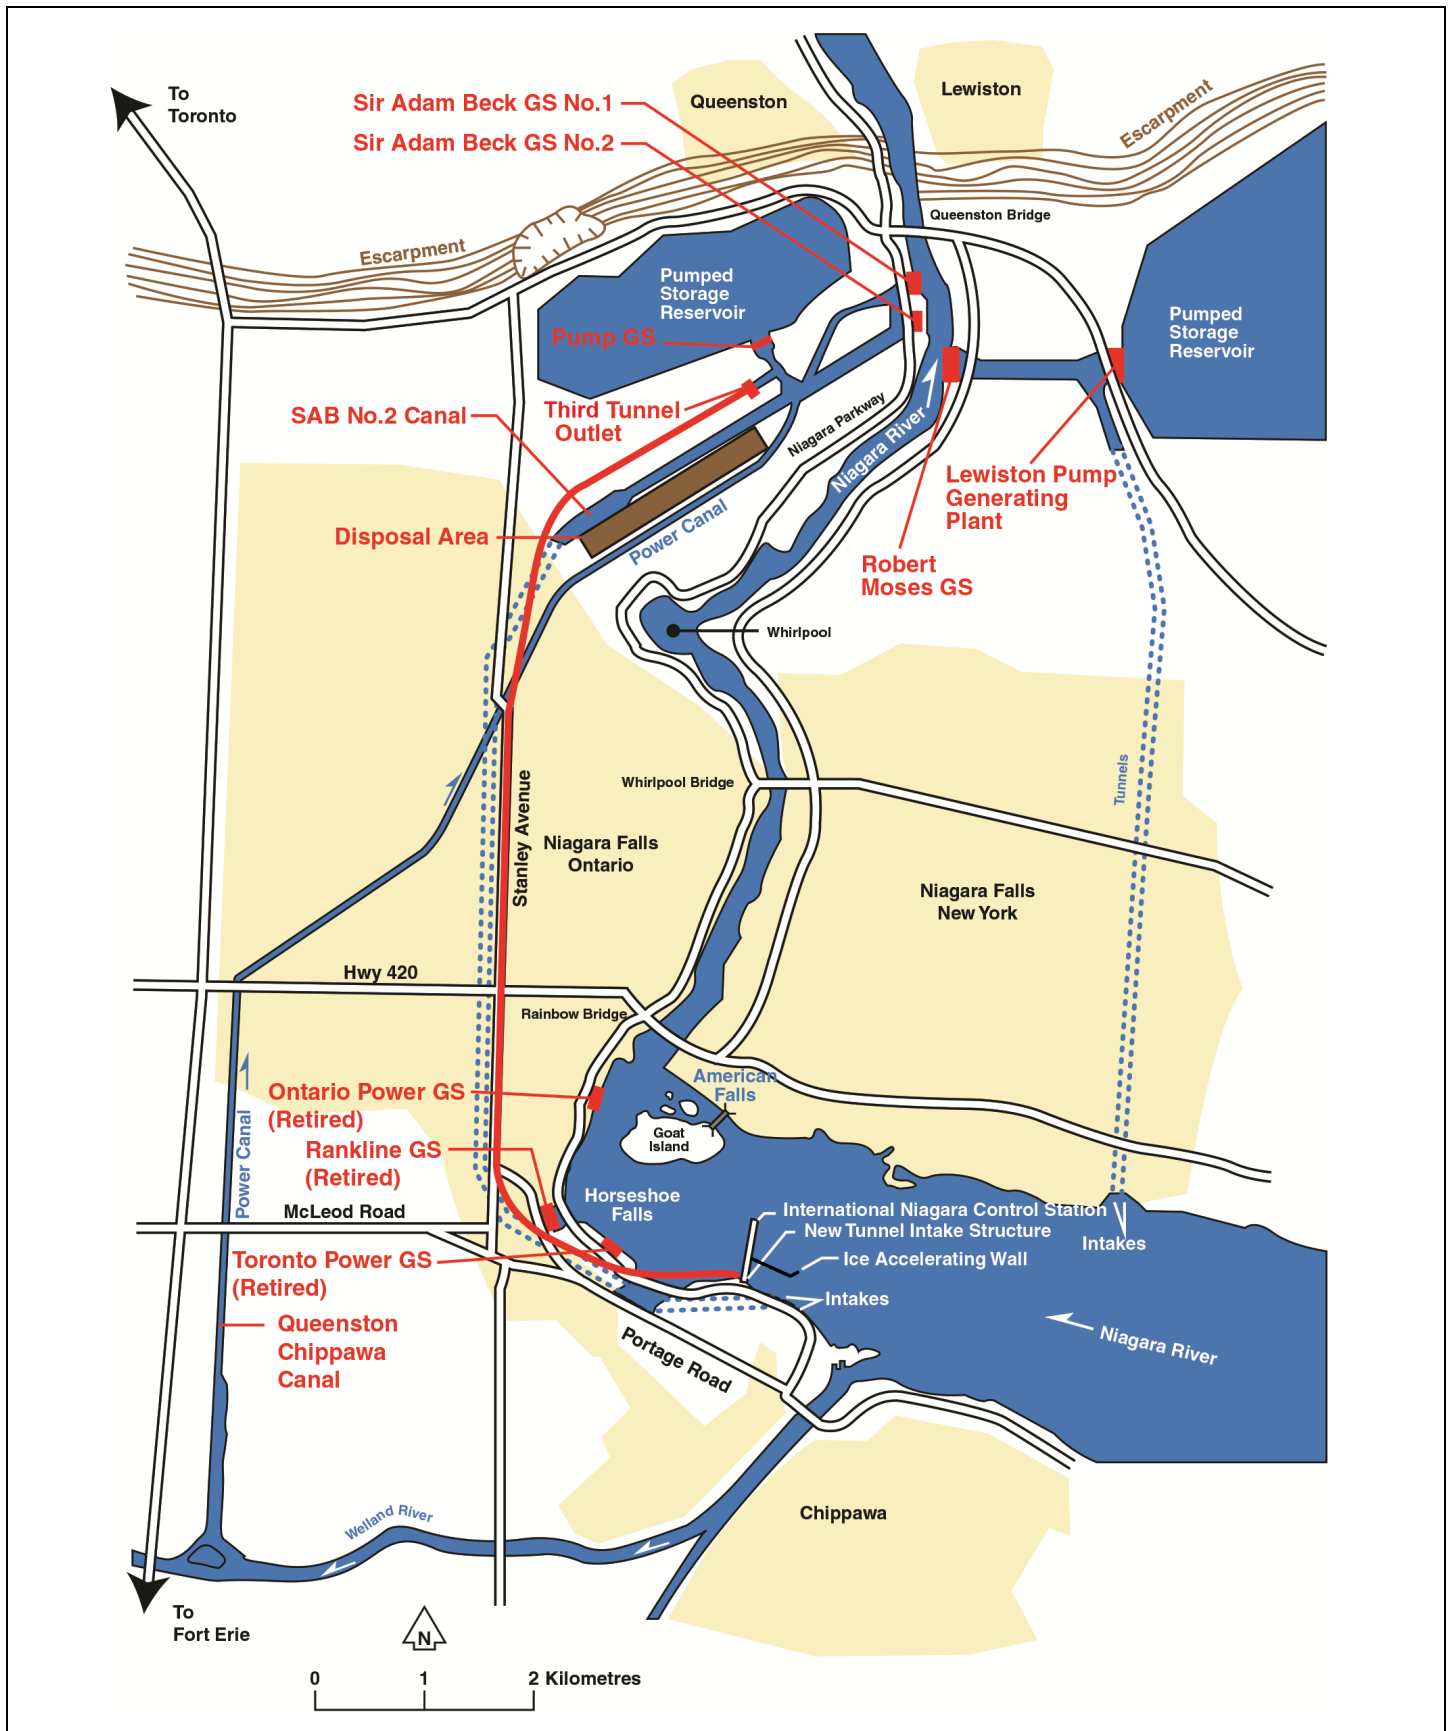 To
Toronto
Sir Adam Beck GS No.1
Sir Adam Beck GS No.2
Queenston
Lewiston
Escarpment
Escarpment
Queenston Bridge
Pumped
Storage
Reservoir
Pumped
Storage
Reservoir
Pump GS
SAB No.2 Canal
Third Tunnel
Outlet
Niagara Parkway
Niagara River
Lewiston Pump
Generating
Plant
Disposal Area
Power Canal
Robert
Moses GS
Whirlpool
Tunnels
Whirlpool Bridge
Stanley Avenue
Niagara Falls
Ontario
Niagara Falls
New York
Hwy 420
Rainbow Bridge
American
Falls
Ontario Power GS
(Retired)
Goat
Island
Rankline GS
(Retired)
Power Canal
McLeod Road
Horseshoe
Falls
International Niagara Control Station
New Tunnel Intake Structure
Intakes
Ice Accelerating Wall
Toronto Power GS
(Retired)
Intakes
Queenston
Chippawa
Canal
Portage Road
Niagara River
Welland River
Chippawa
To
Fort Erie
N
0 1 2 Kilometres